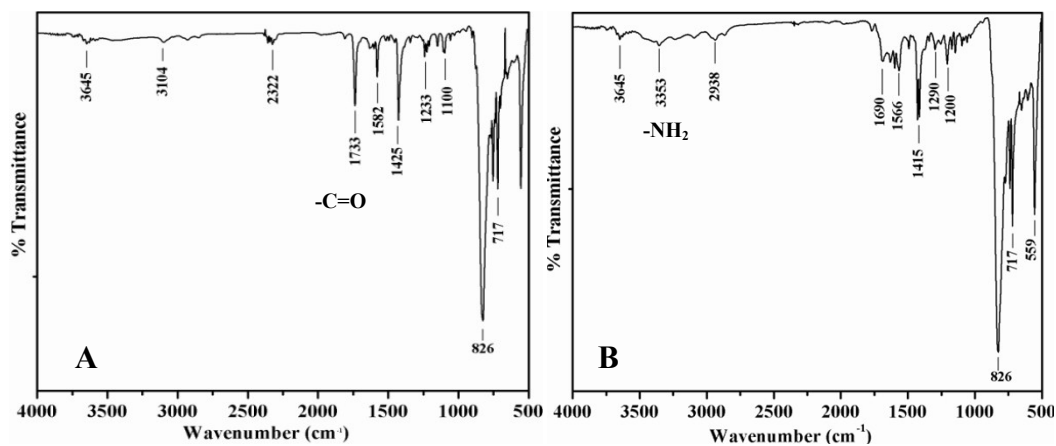 % Transmittance
3645
3104
2322
1733
1582
1425
1233
1100
717
826
-C=O
A
4000 3500 3000 2500 2000 1500 1000 500
Wavenumber (cm⁻¹)
% Transmittance
3645
3353
2938
1690
1566
1415
1290
1200
717
559
826
-NH₂
B
4000 3500 3000 2500 2000 1500 1000 500
Wavenumber (cm⁻¹)